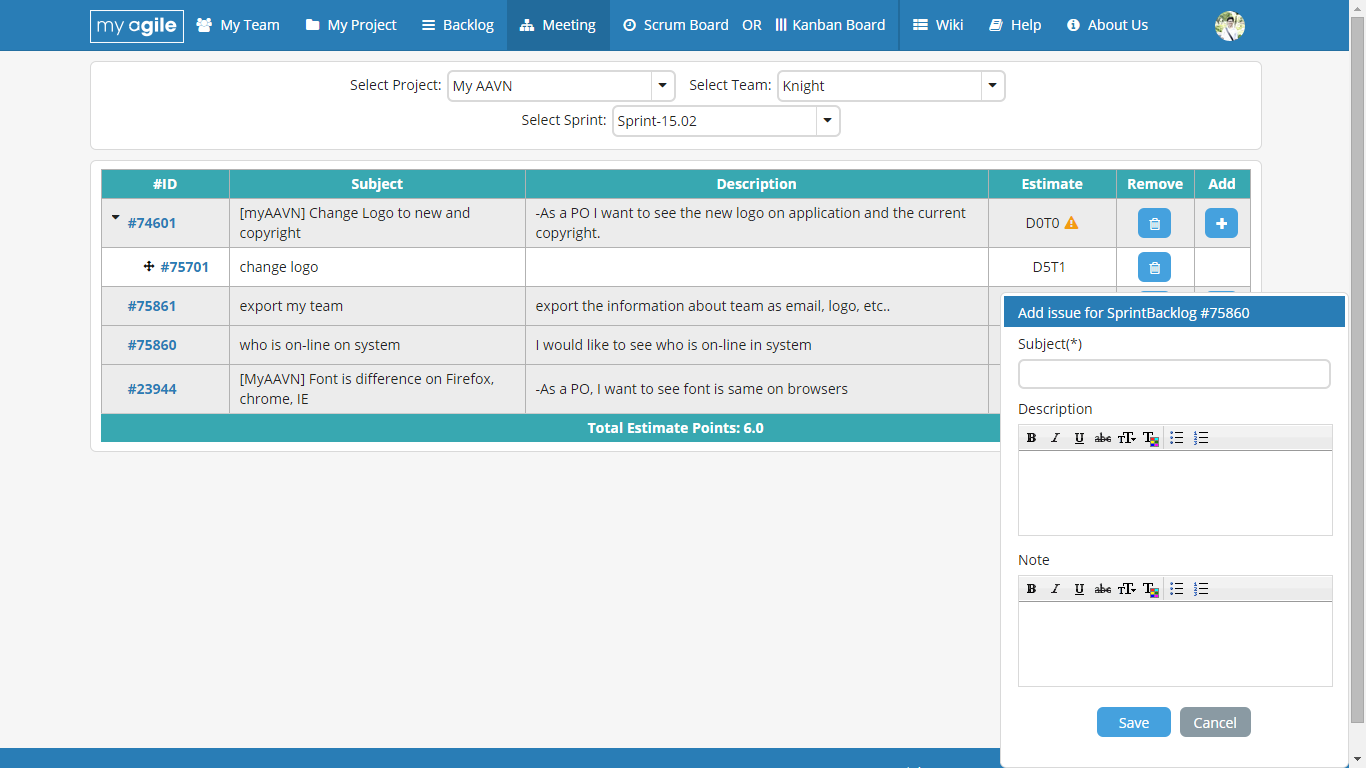 my agile My Team My Project Backlog Meeting Scrum Board OR Kanban Board Wiki Help About Us
Select Project: My AAVN Select Team: Knight
Select Sprint: Sprint-15.02
#ID Subject Description Estimate Remove Add
#74601 [myAAVN] Change Logo to new and copyright -As a PO I want to see the new logo on application and the current copyright. D0T0
#75701 change logo D5T1
#75861 export my team export the information about team as email, logo, etc..
#75860 who is on-line on system I would like to see who is on-line in system
#23944 [MyAAVN] Font is difference on Firefox, chrome, IE -As a PO, I want to see font is same on browsers
Total Estimate Points: 6.0
Add issue for SprintBacklog #75860
Subject(*)
Description
B I U abc TT T
Note
B I U abc TT T
Save Cancel